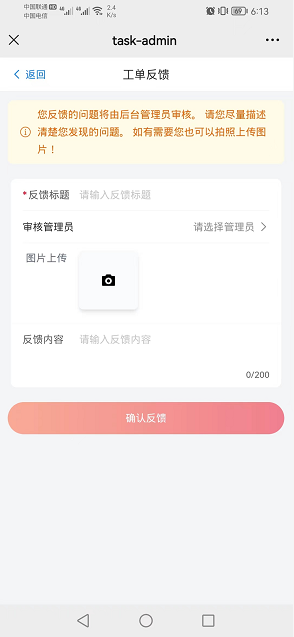 中国联通 HD 4G 4G 2.4 K/s 69 6:13
中国电信
task-admin
返回 工单反馈
您反馈的问题将由后台管理员审核。 请您尽量描述
清楚您发现的问题。 如有需要您也可以拍照上传图
片！
*反馈标题 请输入反馈标题
审核管理员 请选择管理员
图片上传
反馈内容 请输入反馈内容
0/200
确认反馈